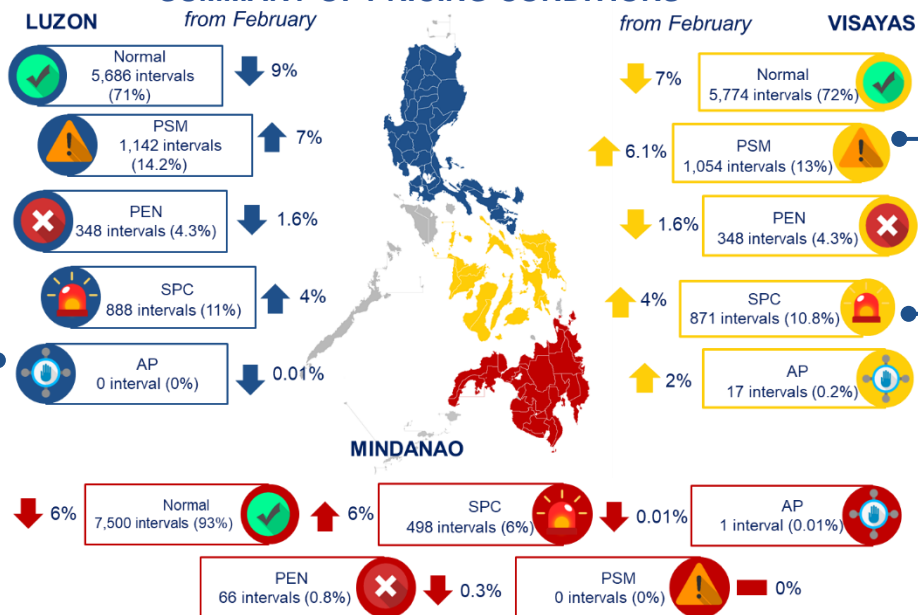 SUMMARY OF PRICING CONDITIONS
LUZON
from February
Normal
5,686 intervals
(71%)
9%
PSM
1,142 intervals
(14.2%)
7%
PEN
348 intervals (4.3%)
1.6%
SPC
888 intervals (11%)
4%
AP
0 interval (0%)
0.01%
from February
VISAYAS
7%
Normal
5,774 intervals (72%)
6.1%
PSM
1,054 intervals (13%)
1.6%
PEN
348 intervals (4.3%)
4%
SPC
871 intervals (10.8%)
2%
AP
17 intervals (0.2%)
MINDANAO
6%
Normal
7,500 intervals (93%)
6%
SPC
498 intervals (6%)
0.01%
AP
1 interval (0.01%)
PEN
66 intervals (0.8%)
0.3%
PSM
0 intervals (0%)
0%